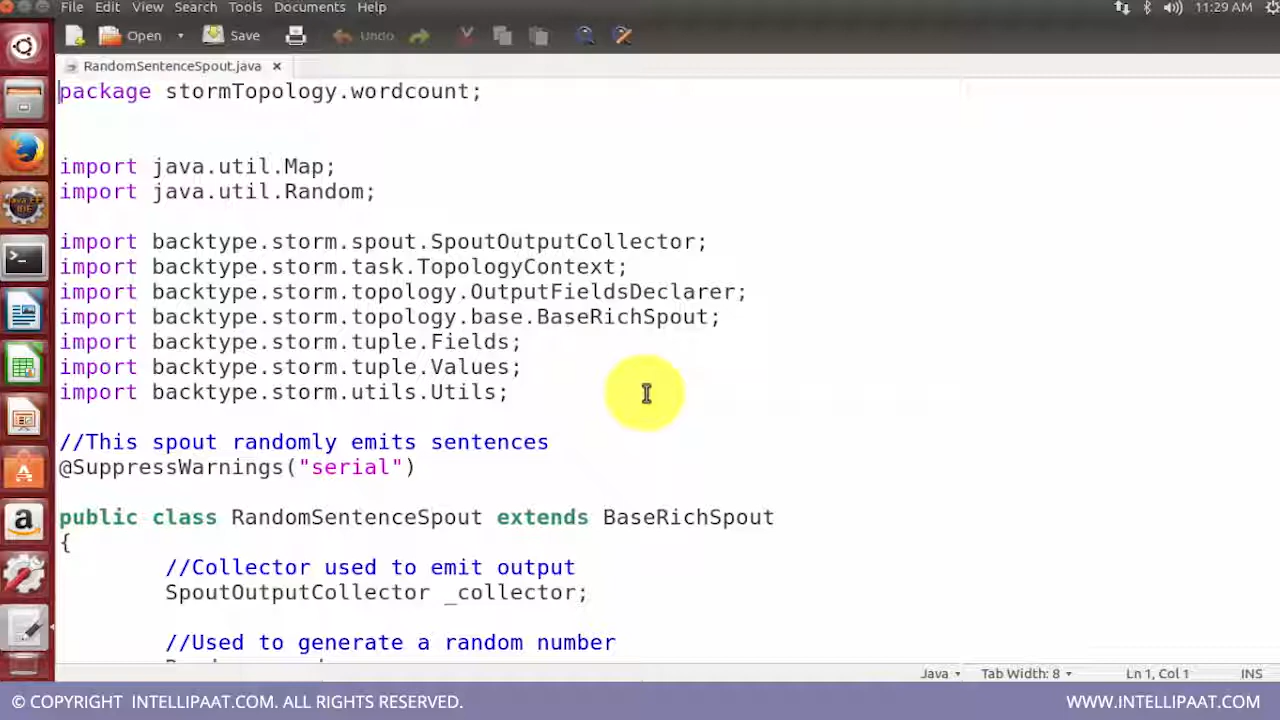 File Edit View Search Tools Documents Help
11:29 AM
Open Save Undo
RandomSentenceSpout.java
package stormTopology.wordcount;
import java.util.Map;
import java.util.Random;
import backtype.storm.spout.SpoutOutputCollector;
import backtype.storm.task.TopologyContext;
import backtype.storm.topology.OutputFieldsDeclarer;
import backtype.storm.topology.base.BaseRichSpout;
import backtype.storm.tuple.Fields;
import backtype.storm.tuple.Values;
import backtype.storm.utils.Utils;
//This spout randomly emits sentences
@SuppressWarnings("serial")
public class RandomSentenceSpout extends BaseRichSpout
{
//Collector used to emit output
SpoutOutputCollector _collector;
//Used to generate a random number
Java Tab Width: 8 Ln 1, Col 1 INS
© COPYRIGHT INTELLIPAAT.COM. ALL RIGHTS RESERVED. WWW.INTELLIPAAT.COM